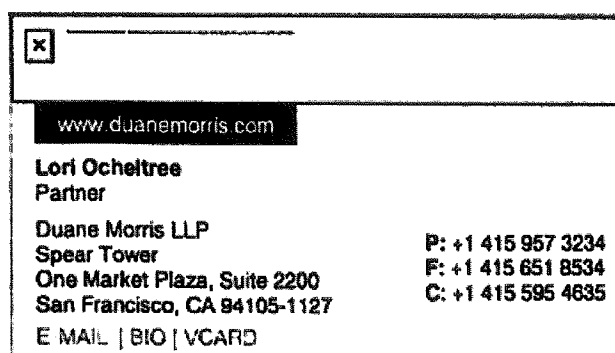 www.duanemorris.com
Lori Ocheltree
Partner
Duane Morris LLP
Spear Tower
One Market Plaza, Suite 2200
San Francisco, CA 94105-1127
P: +1 415 957 3234
F: +1 415 651 8534
C: +1 415 595 4635
E MAIL | BIO | VCARD